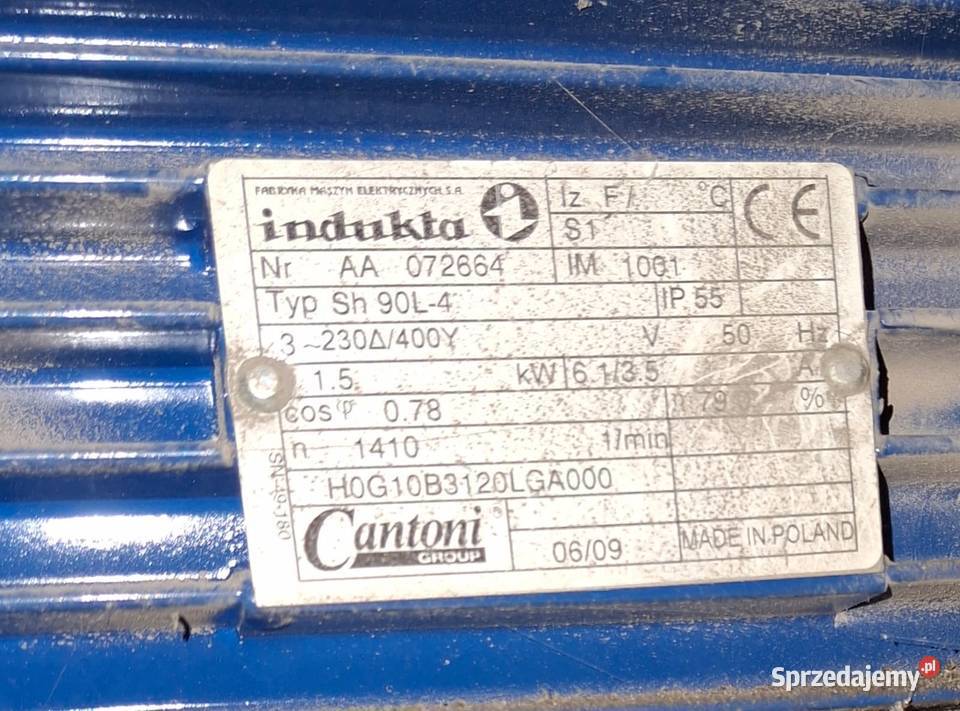 FABRYKA MASZYN ELEKTRYCZNYCH S.A.
indukta
Iz F/ °C
S1
CE
Nr AA 072664 IM 1001
Typ Sh 90L-4 IP 55
3 ~230Δ/400Y V 50 Hz
1.5 kW 6.1/3.5 A
cos φ 0.78 %
n 1410 1/min
H0G10B3120LGA000
Cantoni®
GROUP
06/09
MADE IN POLAND
Sprzedajemy.pl